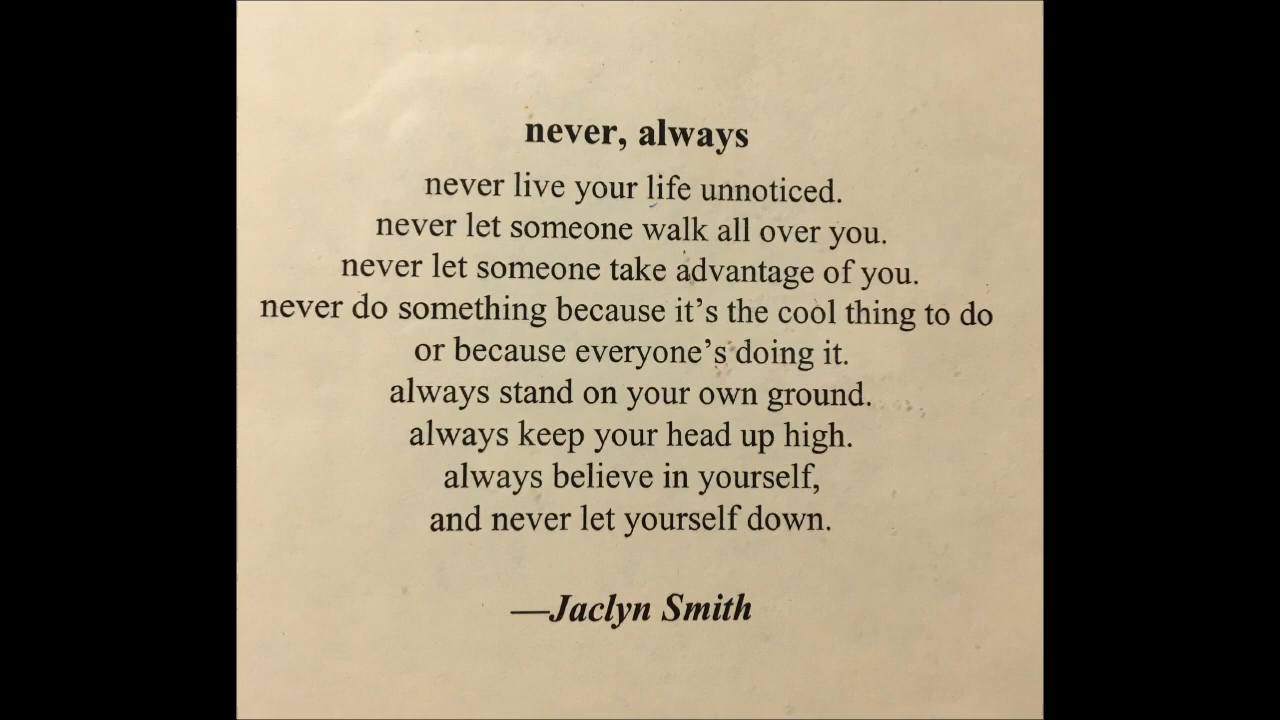 never, always
never live your life unnoticed.
never let someone walk all over you.
never let someone take advantage of you.
never do something because it’s the cool thing to do
or because everyone’s doing it.
always stand on your own ground.
always keep your head up high.
always believe in yourself,
and never let yourself down.
—Jaclyn Smith